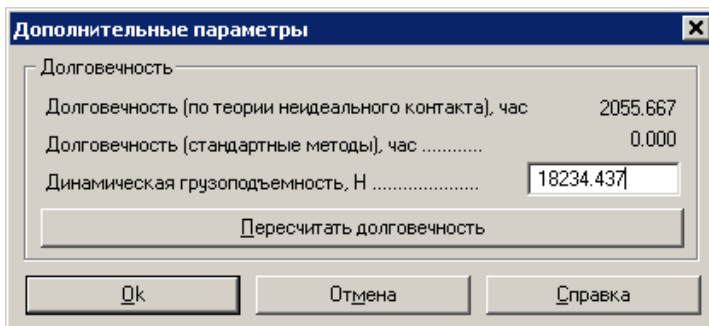 Дополнительные параметры
Долговечность
Долговечность (по теории неидеального контакта), час 2055.667
Долговечность (стандартные методы), час ............ 0.000
Динамическая грузоподъемность, Н ..................... 18234.437
Пересчитать долговечность
Ok Отмена Справка